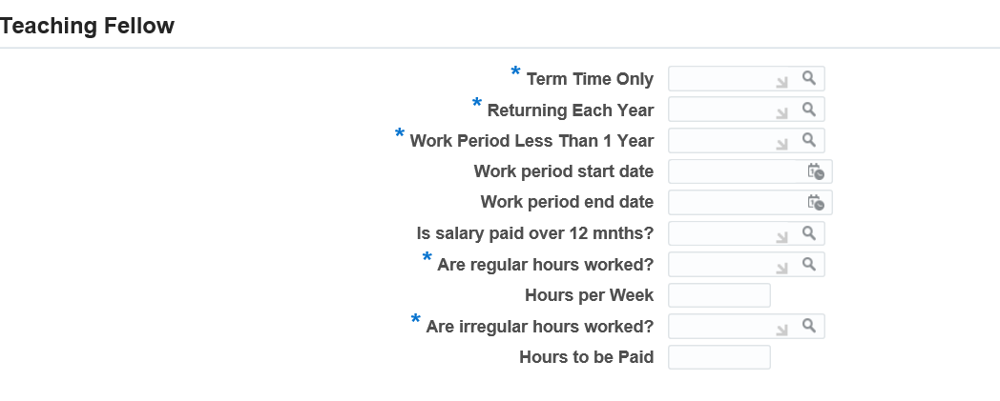 Teaching Fellow
* Term Time Only
* Returning Each Year
* Work Period Less Than 1 Year
Work period start date
Work period end date
Is salary paid over 12 mnths?
* Are regular hours worked?
Hours per Week
* Are irregular hours worked?
Hours to be Paid